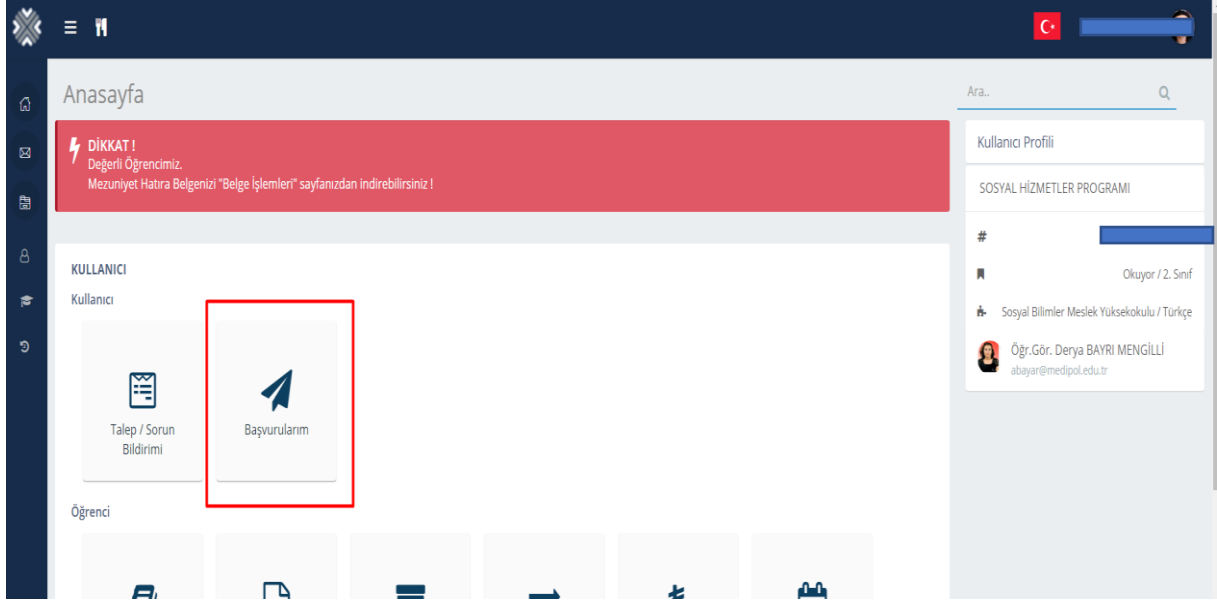 Anasayfa
Ara..
DİKKAT !
Değerli Öğrencimiz.
Mezuniyet Hatıra Belgenizi "Belge İşlemleri" sayfanızdan indirebilirsiniz !
Kullanıcı Profili
SOSYAL HİZMETLER PROGRAMI
#
Okuyor / 2. Sınıf
Sosyal Bilimler Meslek Yüksekokulu / Türkçe
Öğr.Gör. Derya BAYRI MENGİLLİ
abayar@medipol.edu.tr
KULLANICI
Kullanıcı
Talep / Sorun
Bildirimi
Başvurularım
Öğrenci